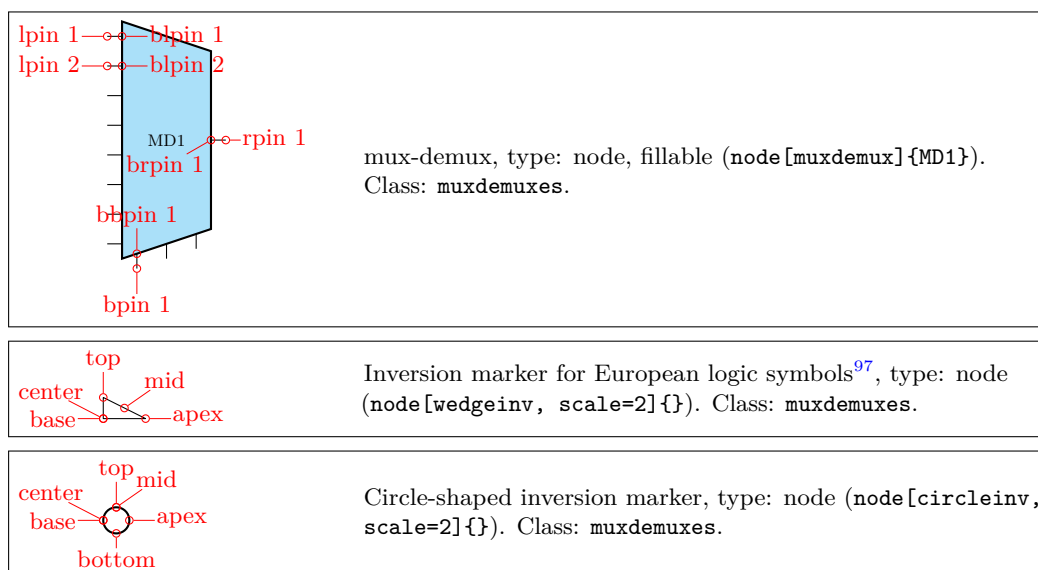 lpin 1
blpin 1
lpin 2
blpin 2
MD1
rpin 1
brpin 1
bbpin 1
bpin 1
mux-demux, type: node, fillable (node[muxdemux]{MD1}).
Class: muxdemuxes.
top
mid
center
base
apex
Inversion marker for European logic symbols97, type: node
(node[wedgeinv, scale=2]{}). Class: muxdemuxes.
top
mid
center
base
apex
bottom
Circle-shaped inversion marker, type: node (node[circleinv,
scale=2]{}). Class: muxdemuxes.